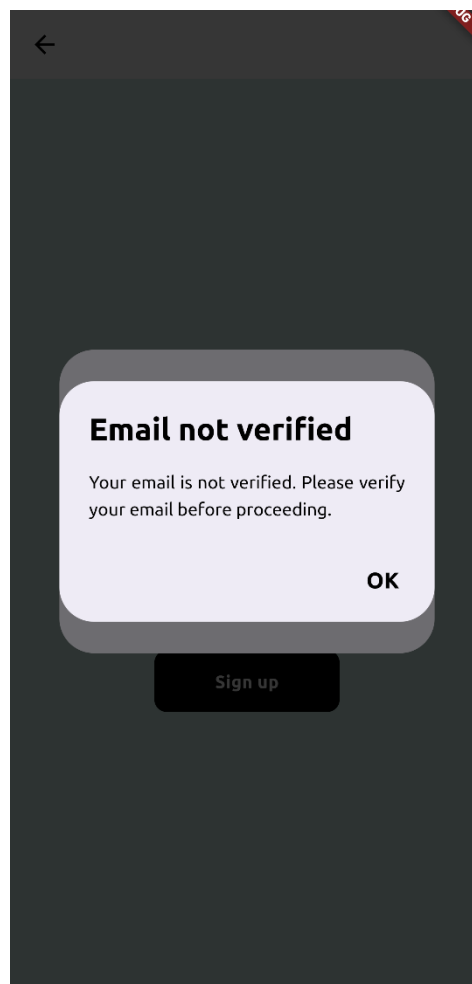 Email not verified
Your email is not verified. Please verify
your email before proceeding.
OK
Sign up